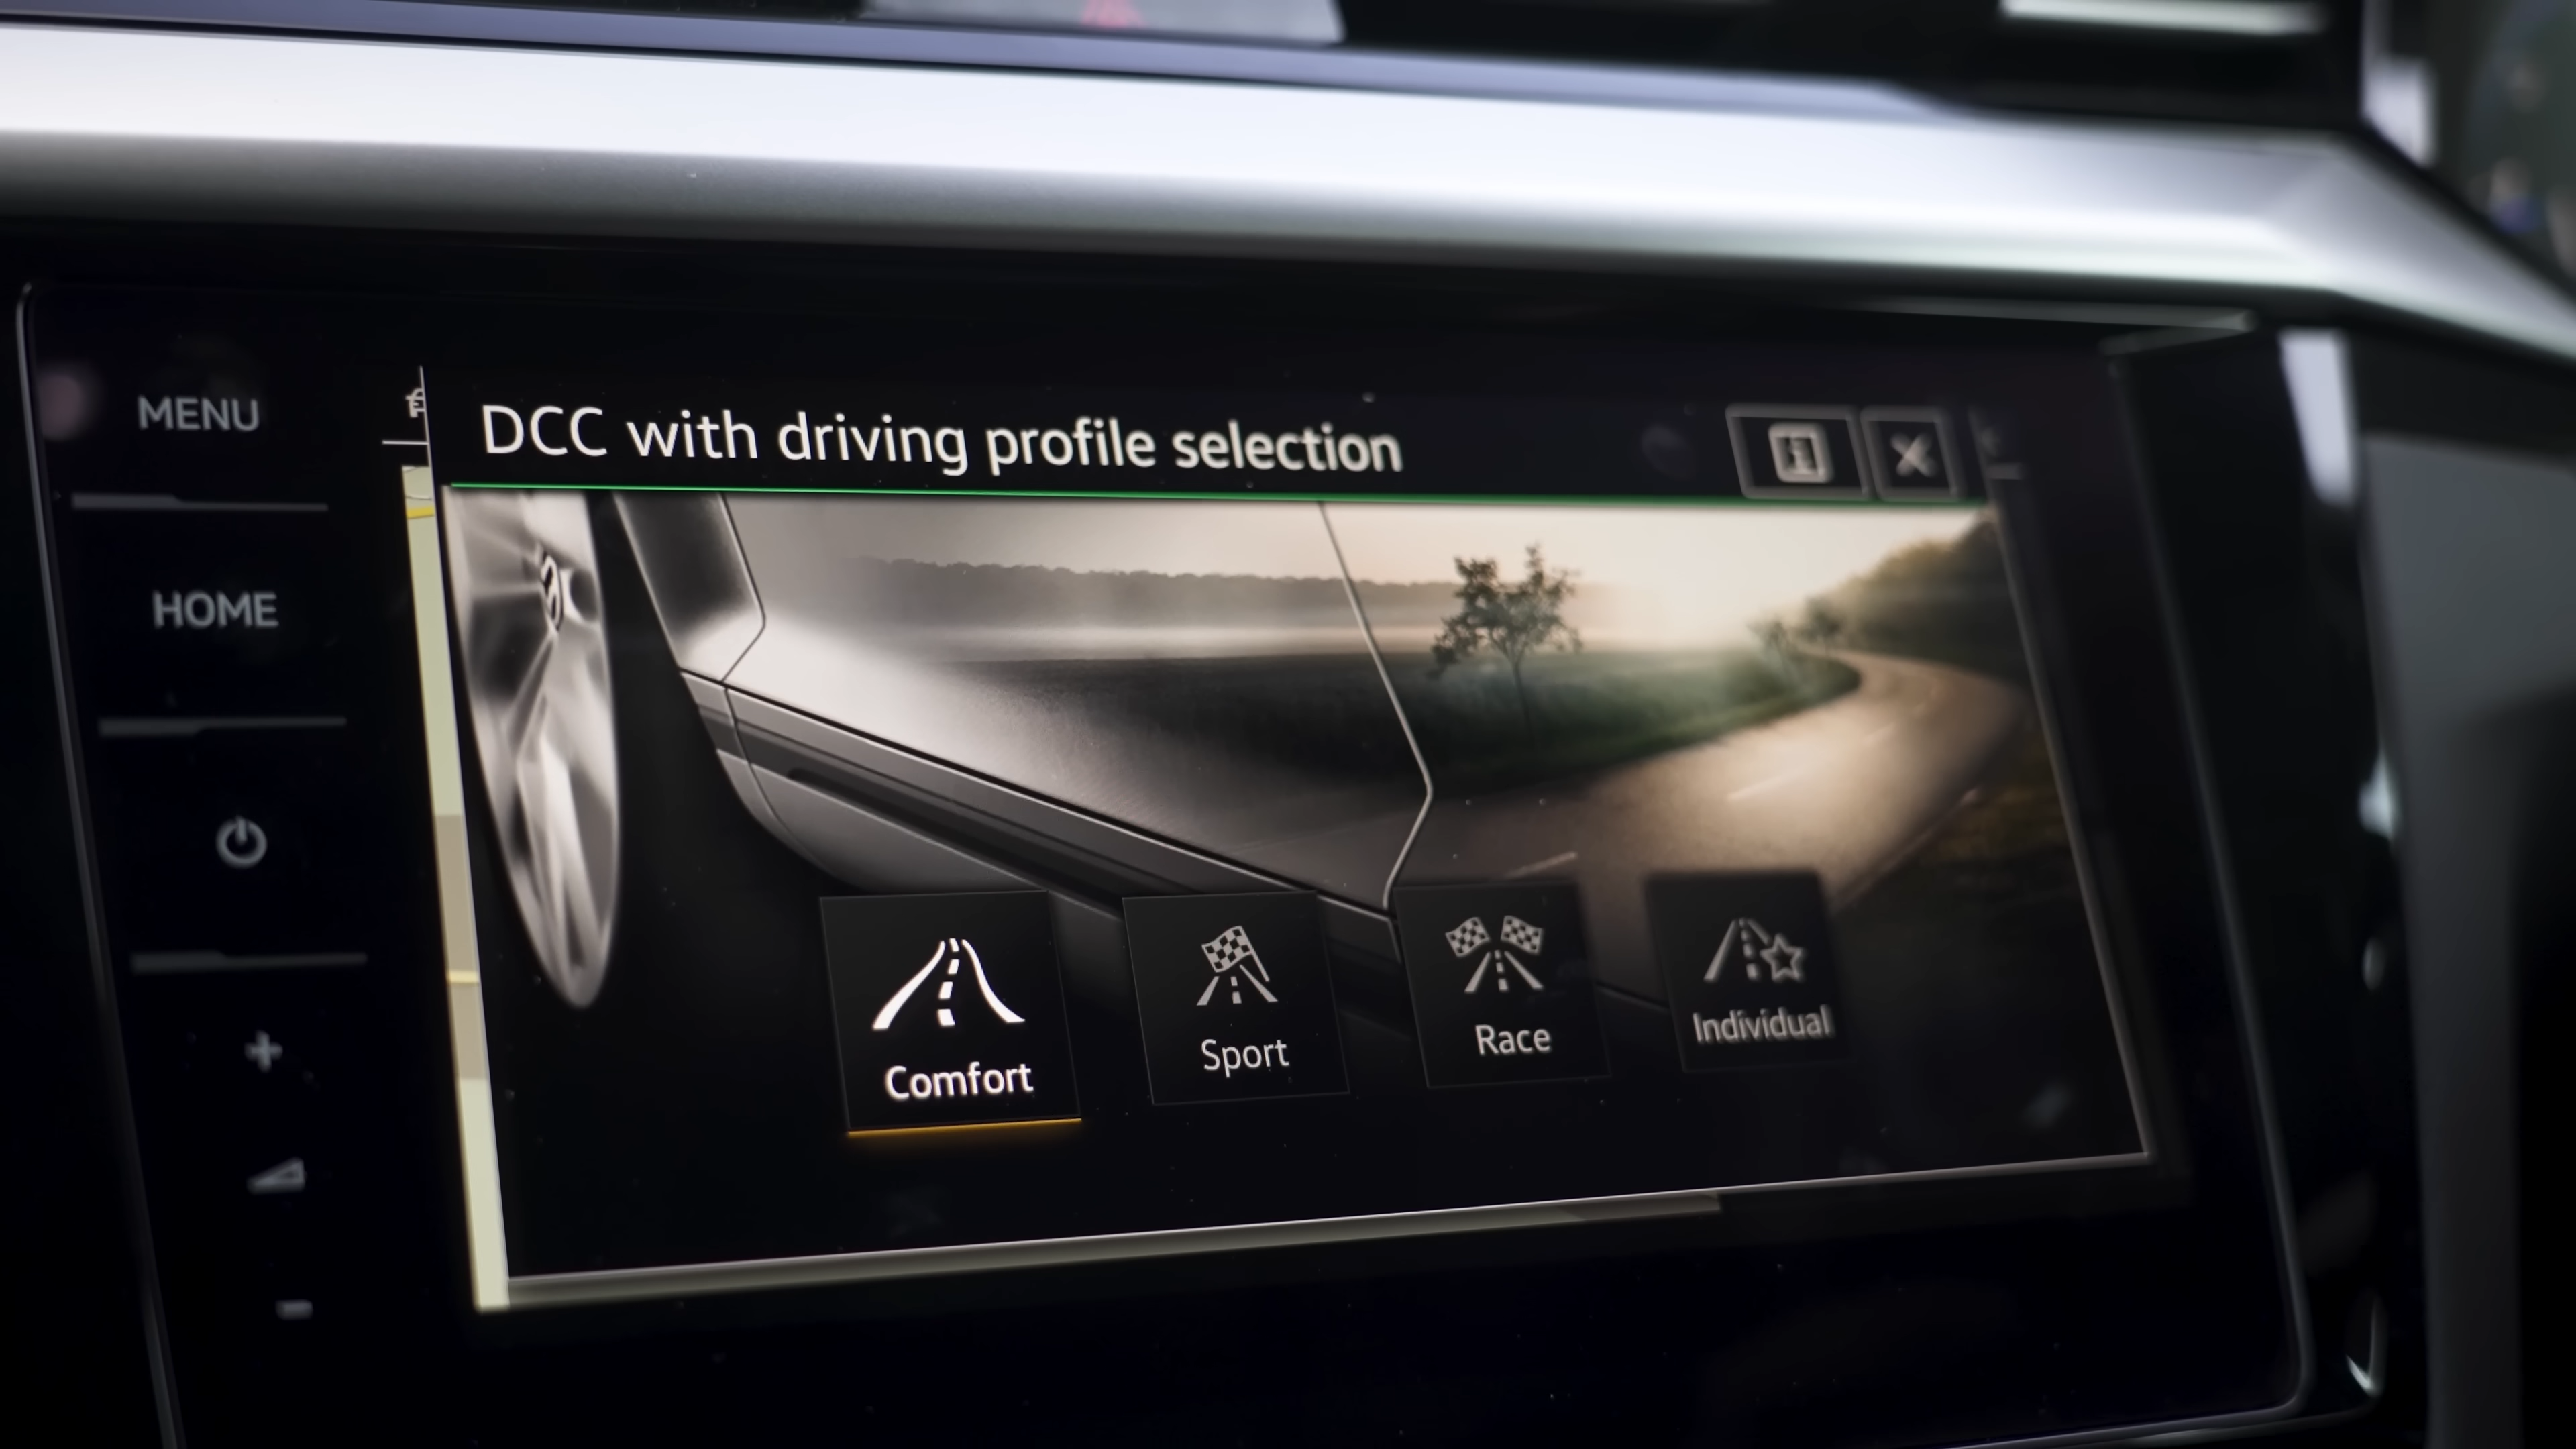 MENU
HOME
DCC with driving profile selection
Comfort
Sport
Race
Individual